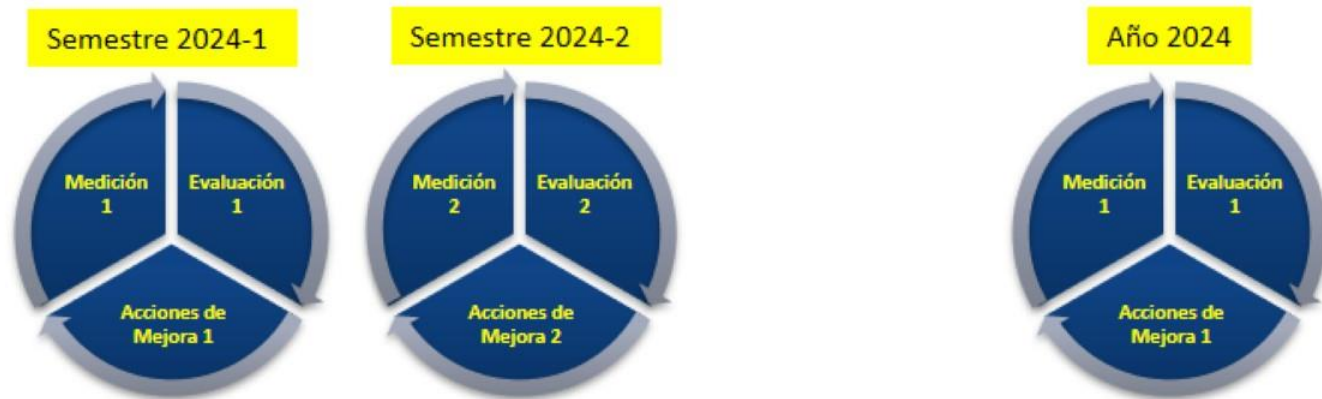 Semestre 2024-1
Semestre 2024-2
Año 2024
Medición
1
Evaluación
1
Acciones de
Mejora 1
Medición
2
Evaluación
2
Acciones de
Mejora 2
Medición
1
Evaluación
1
Acciones de
Mejora 1